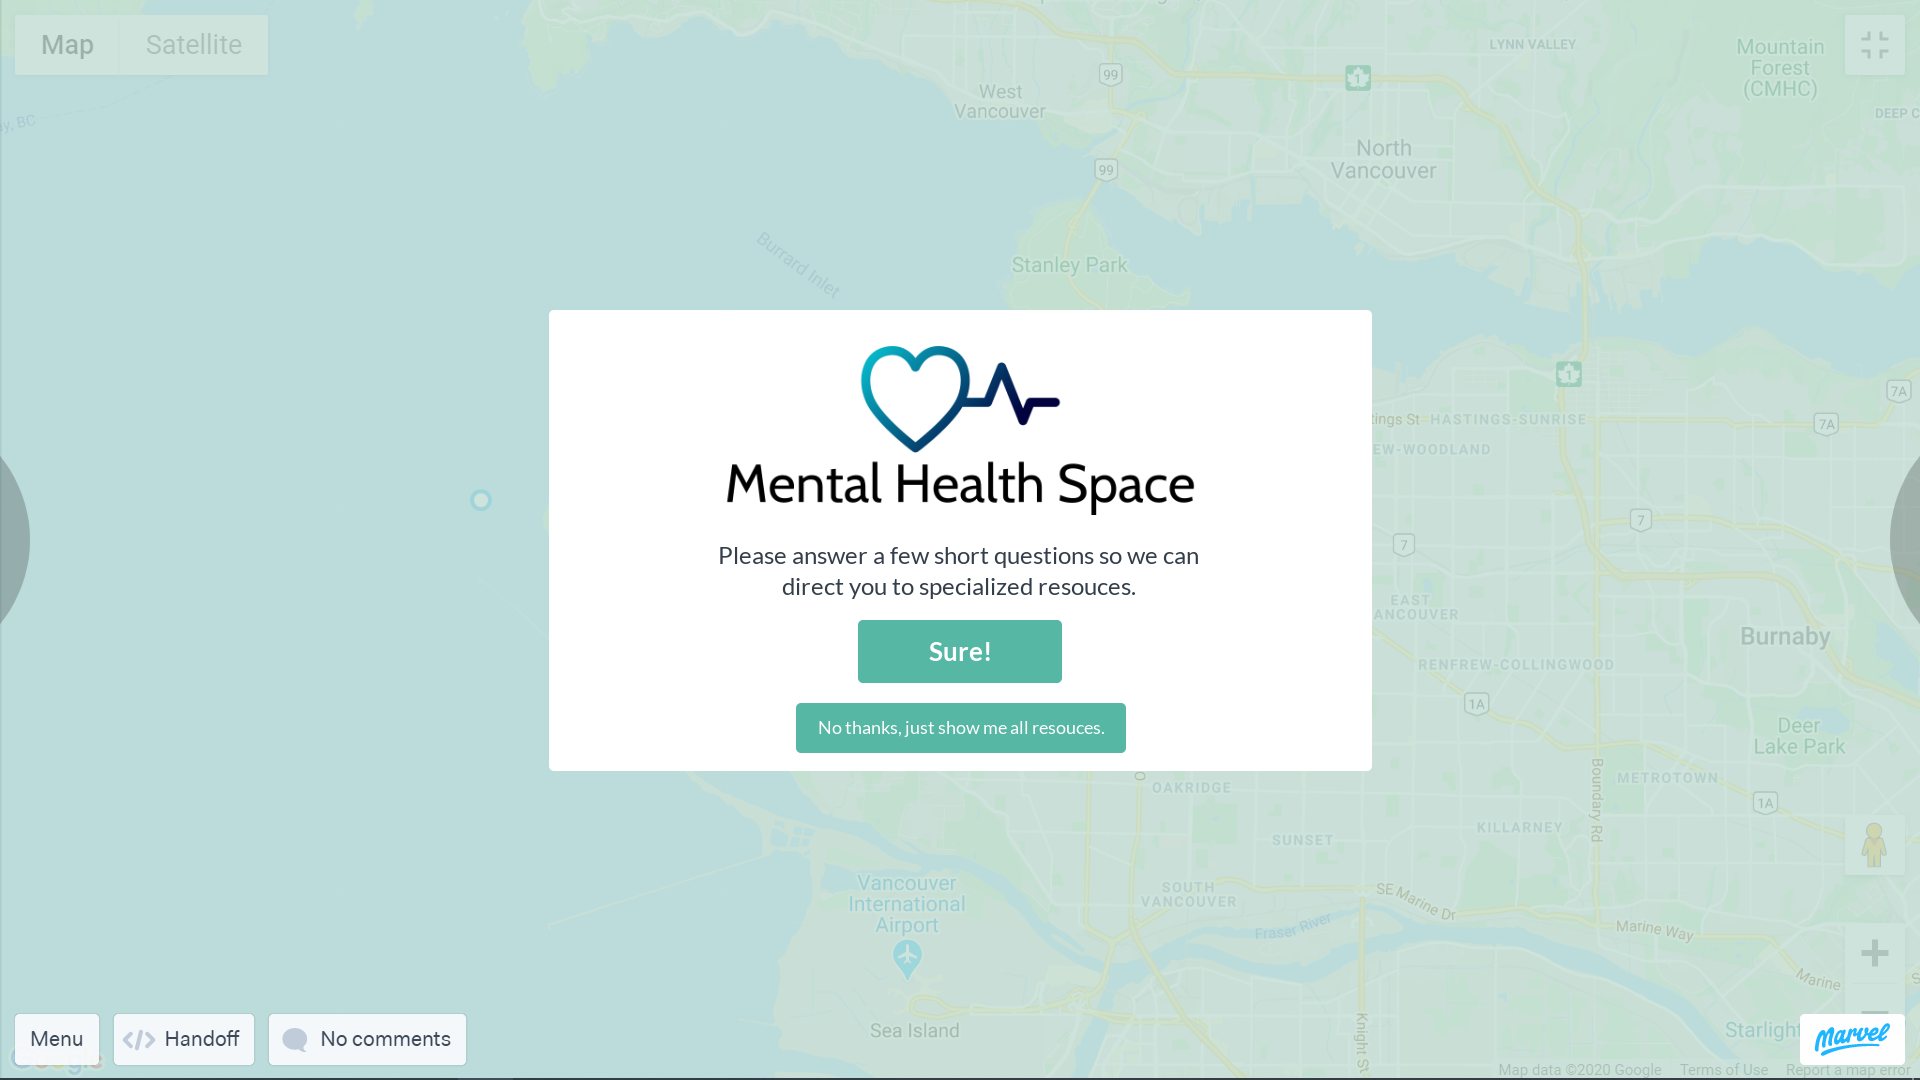 Map
Satellite
y, BC
99
West
Vancouver
LYNN VALLEY
1
Mountain
Forest
(CMHC)
DEEP C
North
Vancouver
99
Burrard Inlet
Stanley Park
1
7A
7A
ings St
HASTINGS-SUNRISE
EW-WOODLAND
Mental Health Space
Please answer a few short questions so we can
direct you to specialized resouces.
Sure!
No thanks, just show me all resouces.
7
7
EAST
ANCOUVER
Burnaby
RENFREW-COLLINGWOOD
1A
Deer
Lake Park
METROTOWN
Boundary Rd
1A
OAKRIDGE
KILLARNEY
SUNSET
Vancouver
International
Airport
SOUTH
VANCOUVER
SE Marine Dr
Fraser River
Marine Way
Marine
Sea Island
Knight St
Starlight
Menu
Handoff
No comments
Google
Marvel
Map data ©2020 Google
Terms of Use
Report a map error